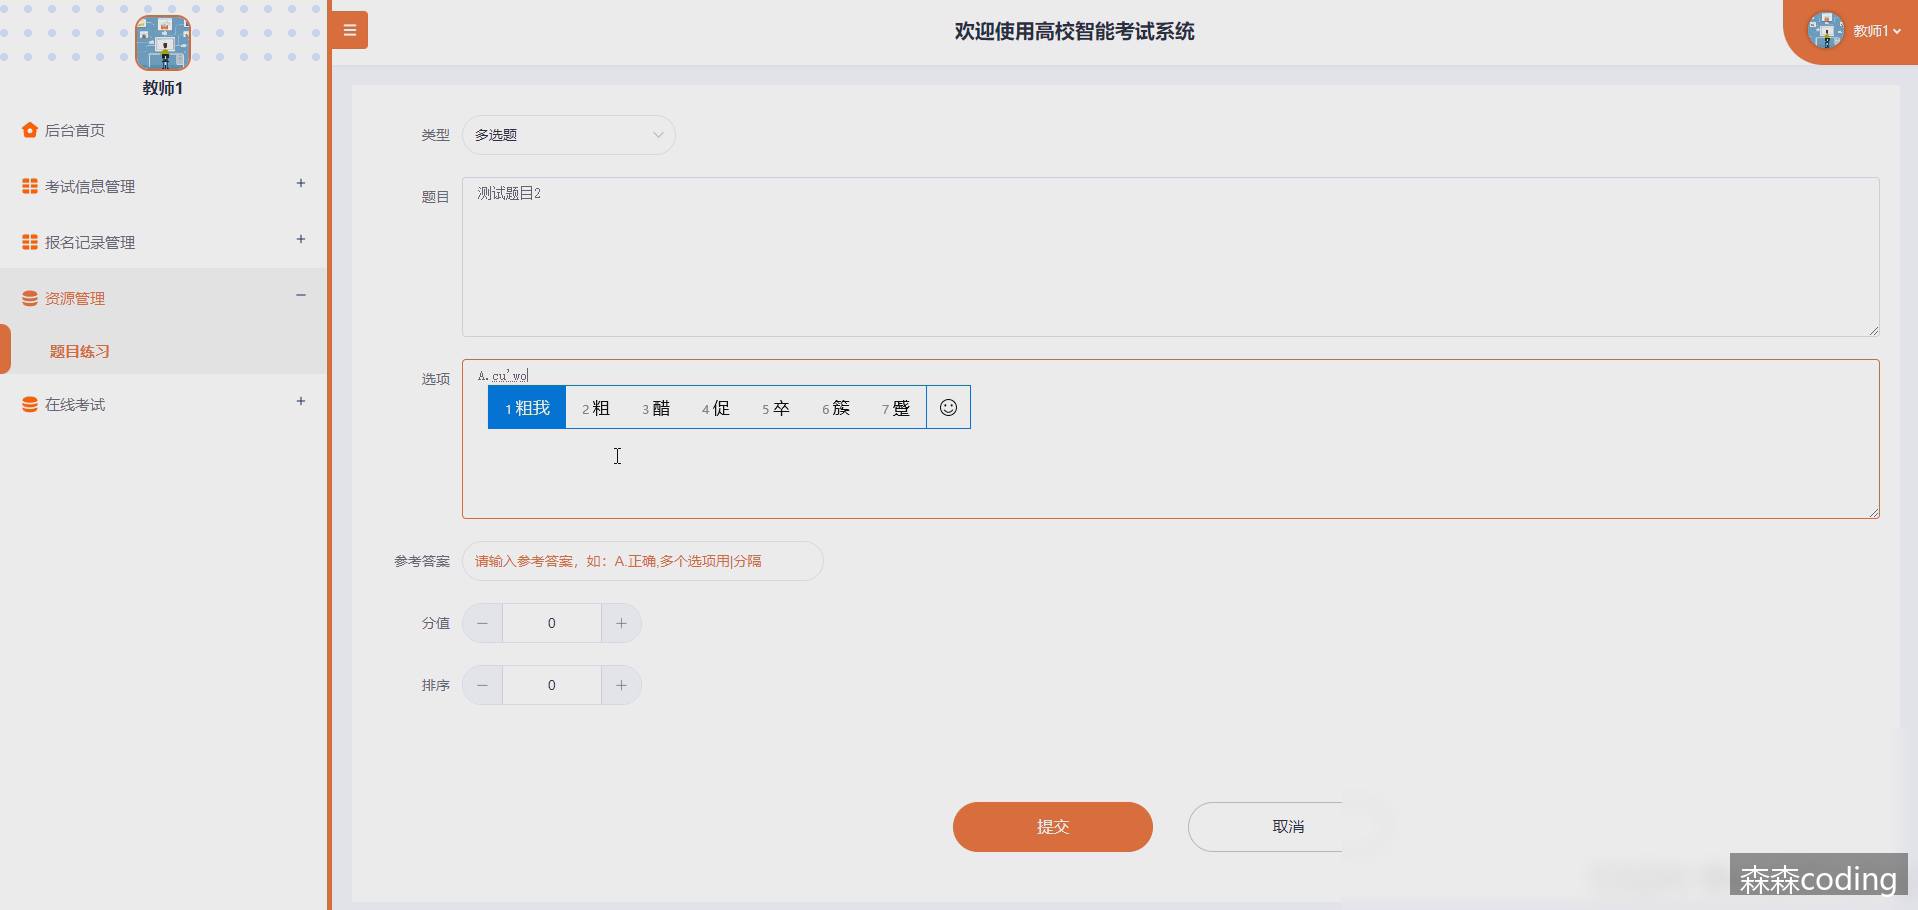 欢迎使用高校智能考试系统
教师1
教师1
后台首页
考试信息管理 +
报名记录管理 +
资源管理 −
题目练习
在线考试 +
类型 多选题
题目 测试题目2
选项 A.cu'wo
1 粗我 2 粗 3 醋 4 促 5 卒 6 簇 7 蹙
参考答案 请输入参考答案，如：A.正确,多个选项用|分隔
分值 − 0 +
排序 − 0 +
提交 取消
森森coding